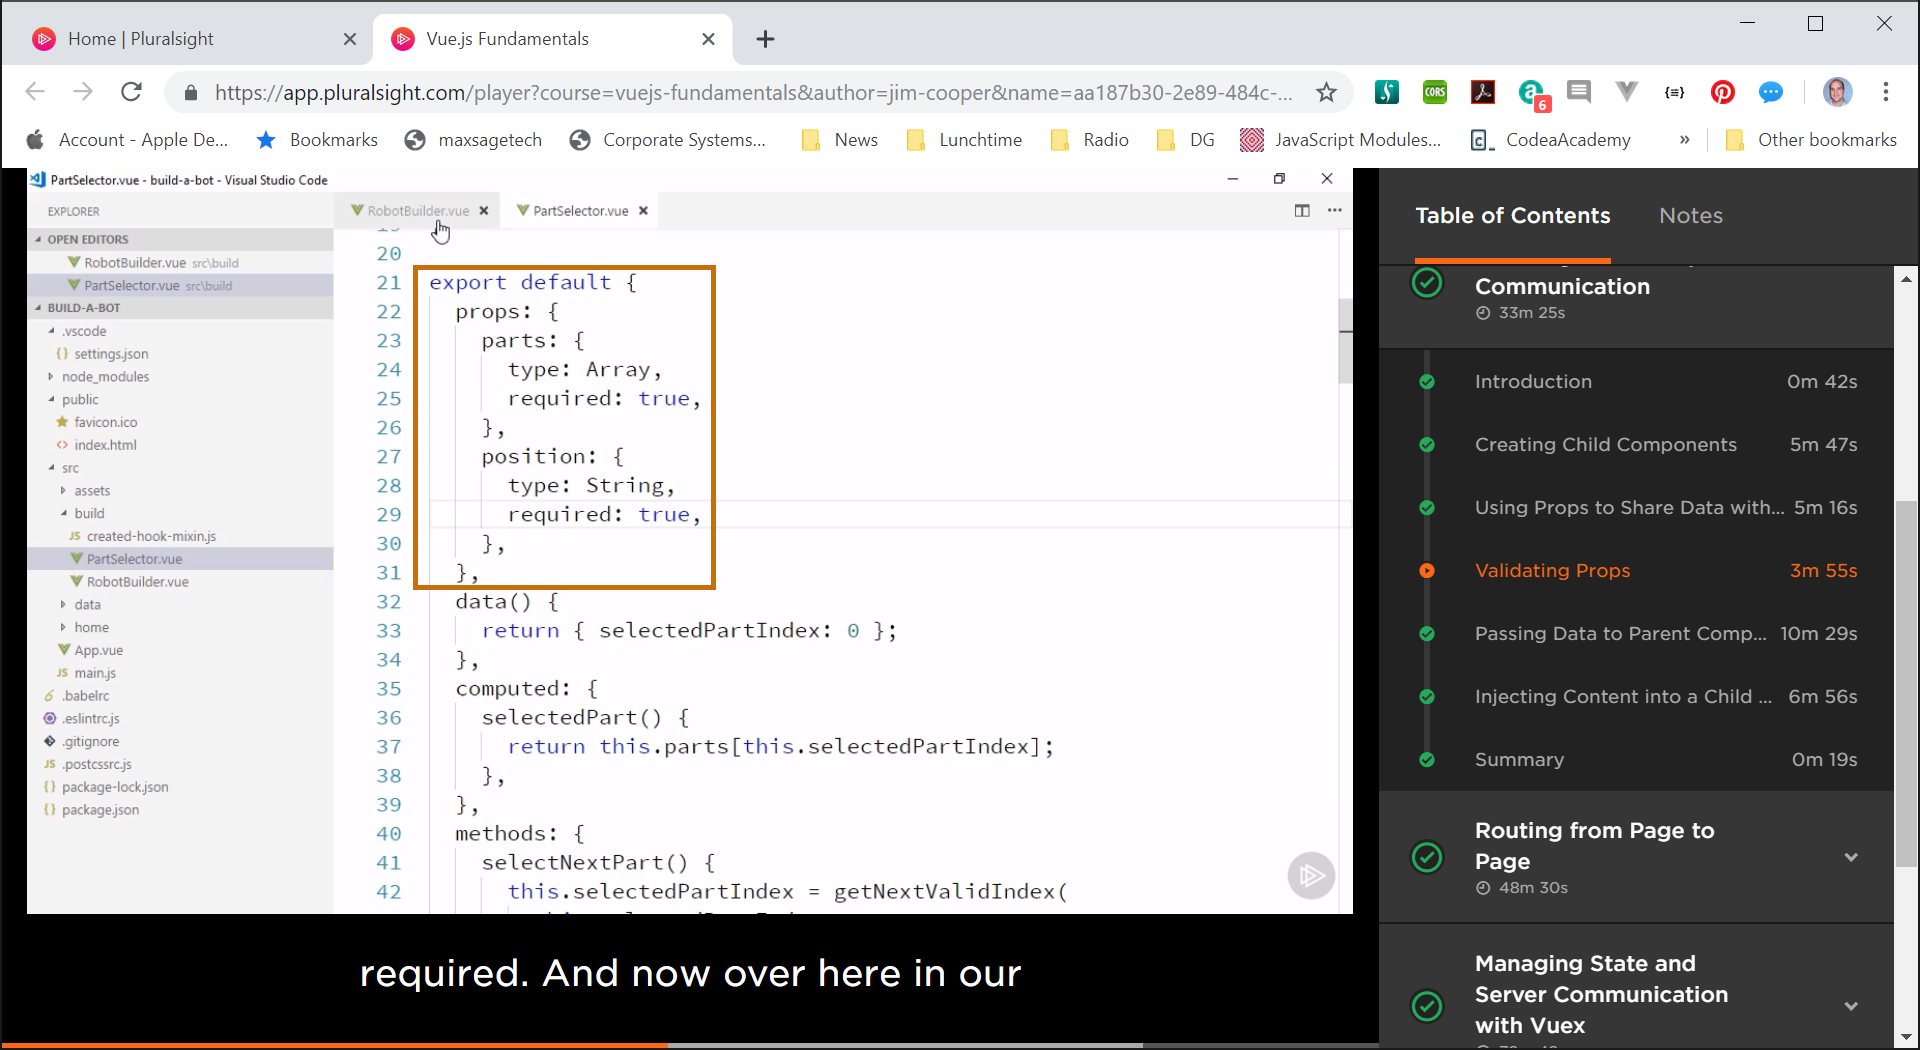 Home | Pluralsight
Vue.js Fundamentals
https://app.pluralsight.com/player?course=vuejs-fundamentals&author=jim-cooper&name=aa187b30-2e89-484c-...
CORS
6
{≡}
Account - Apple De...
Bookmarks
maxsagetech
Corporate Systems...
News
Lunchtime
Radio
DG
JavaScript Modules...
CodeaAcademy
»
Other bookmarks
PartSelector.vue - build-a-bot - Visual Studio Code
EXPLORER
OPEN EDITORS
RobotBuilder.vue src\build
PartSelector.vue src\build
BUILD-A-BOT
.vscode
{} settings.json
node_modules
public
favicon.ico
<> index.html
src
assets
build
JS created-hook-mixin.js
PartSelector.vue
RobotBuilder.vue
data
home
App.vue
JS main.js
.babelrc
.eslintrc.js
.gitignore
JS .postcssrc.js
{} package-lock.json
{} package.json
RobotBuilder.vue
PartSelector.vue
20
21 export default {
22 props: {
23 parts: {
24 type: Array,
25 required: true,
26 },
27 position: {
28 type: String,
29 required: true,
30 },
31 },
32 data() {
33 return { selectedPartIndex: 0 };
34 },
35 computed: {
36 selectedPart() {
37 return this.parts[this.selectedPartIndex];
38 },
39 },
40 methods: {
41 selectNextPart() {
42 this.selectedPartIndex = getNextValidIndex(
required. And now over here in our
Table of Contents
Notes
Communication
33m 25s
Introduction 0m 42s
Creating Child Components 5m 47s
Using Props to Share Data with... 5m 16s
Validating Props 3m 55s
Passing Data to Parent Comp... 10m 29s
Injecting Content into a Child ... 6m 56s
Summary 0m 19s
Routing from Page to
Page
48m 30s
Managing State and
Server Communication
with Vuex